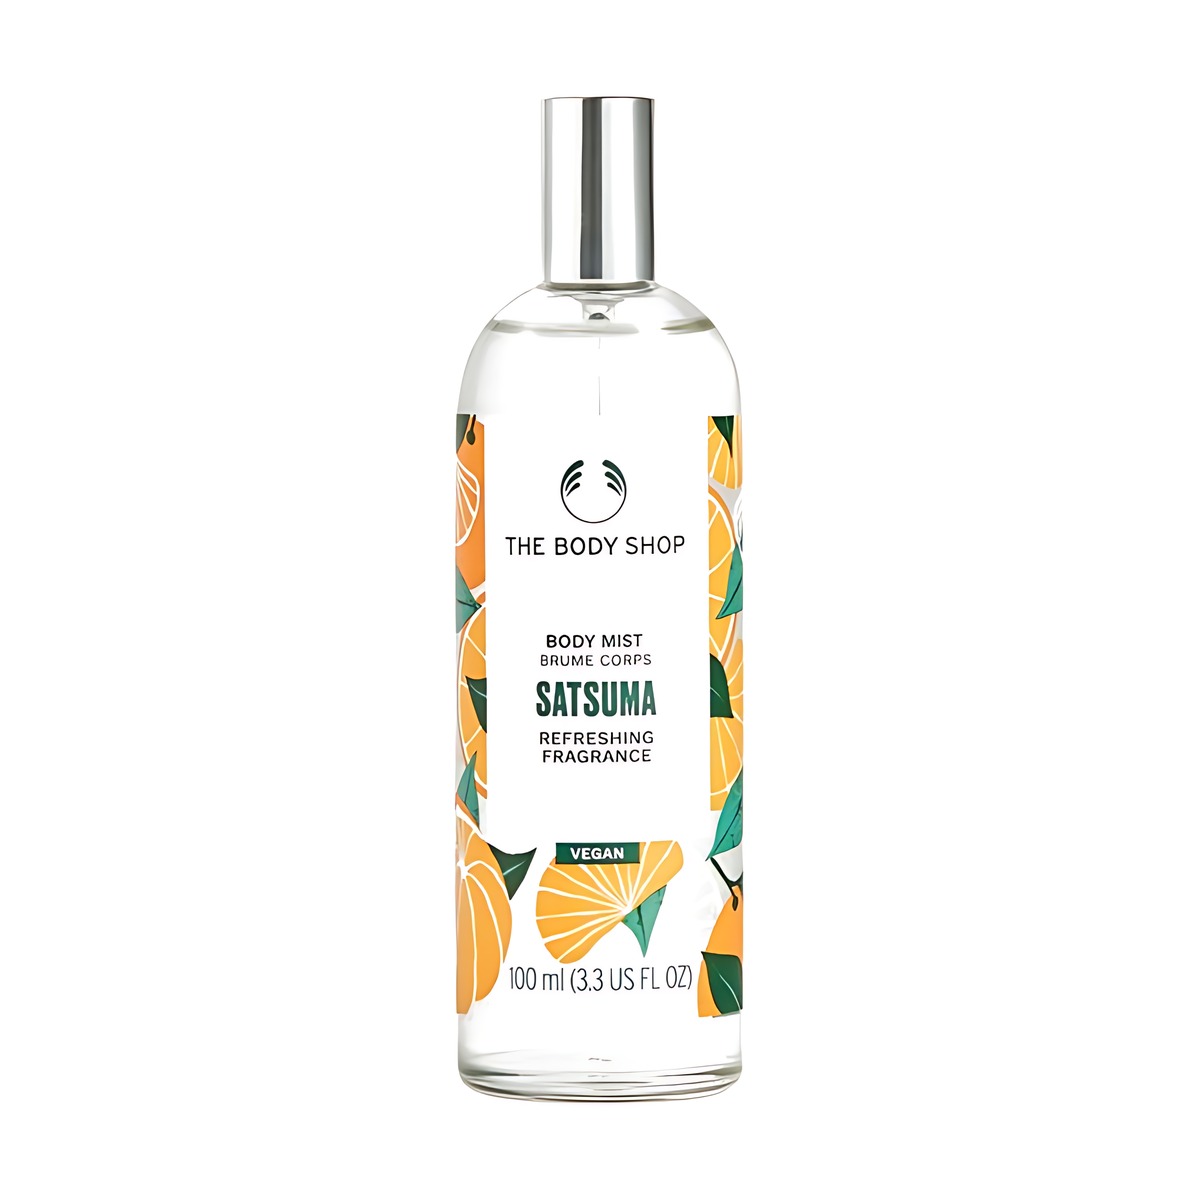 THE BODY SHOP
BODY MIST
BRUME CORPS
SATSUMA
REFRESHING
FRAGRANCE
VEGAN
100 ml (3.3 US FL OZ)